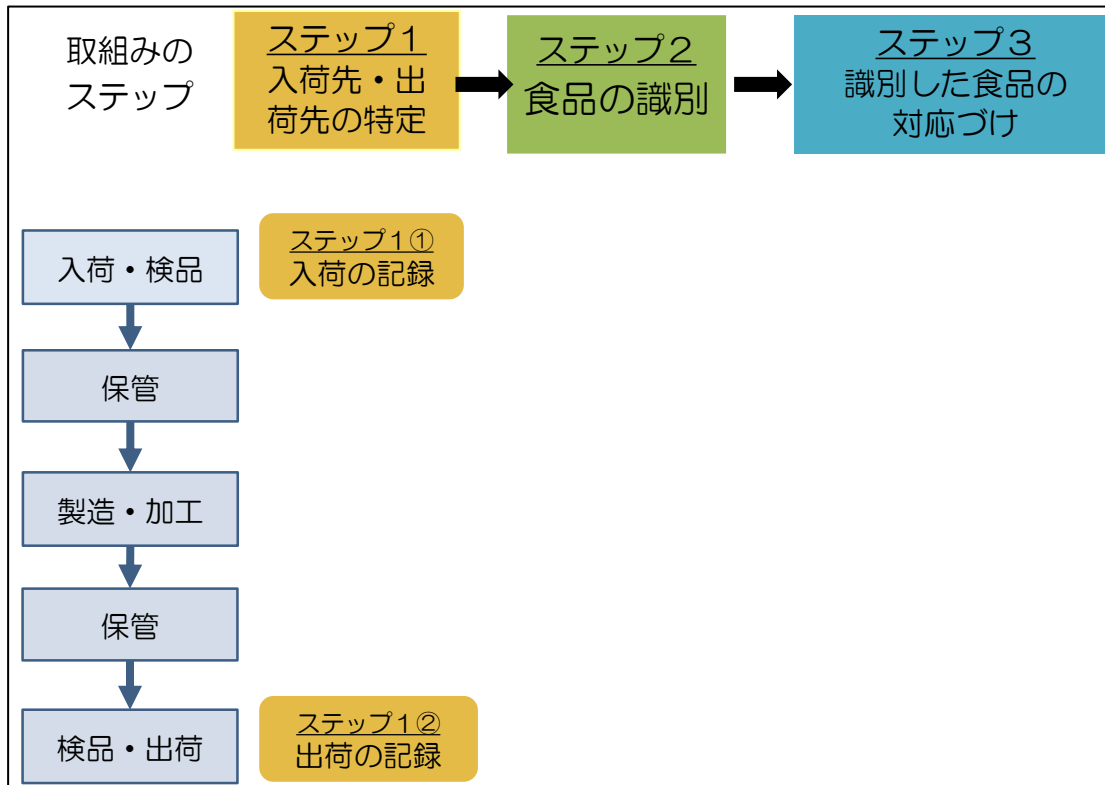 取組みの
ステップ
ステップ１
入荷先・出
荷先の特定
ステップ２
食品の識別
ステップ３
識別した食品の
対応づけ
入荷・検品
ステップ１①
入荷の記録
保管
製造・加工
保管
検品・出荷
ステップ１②
出荷の記録